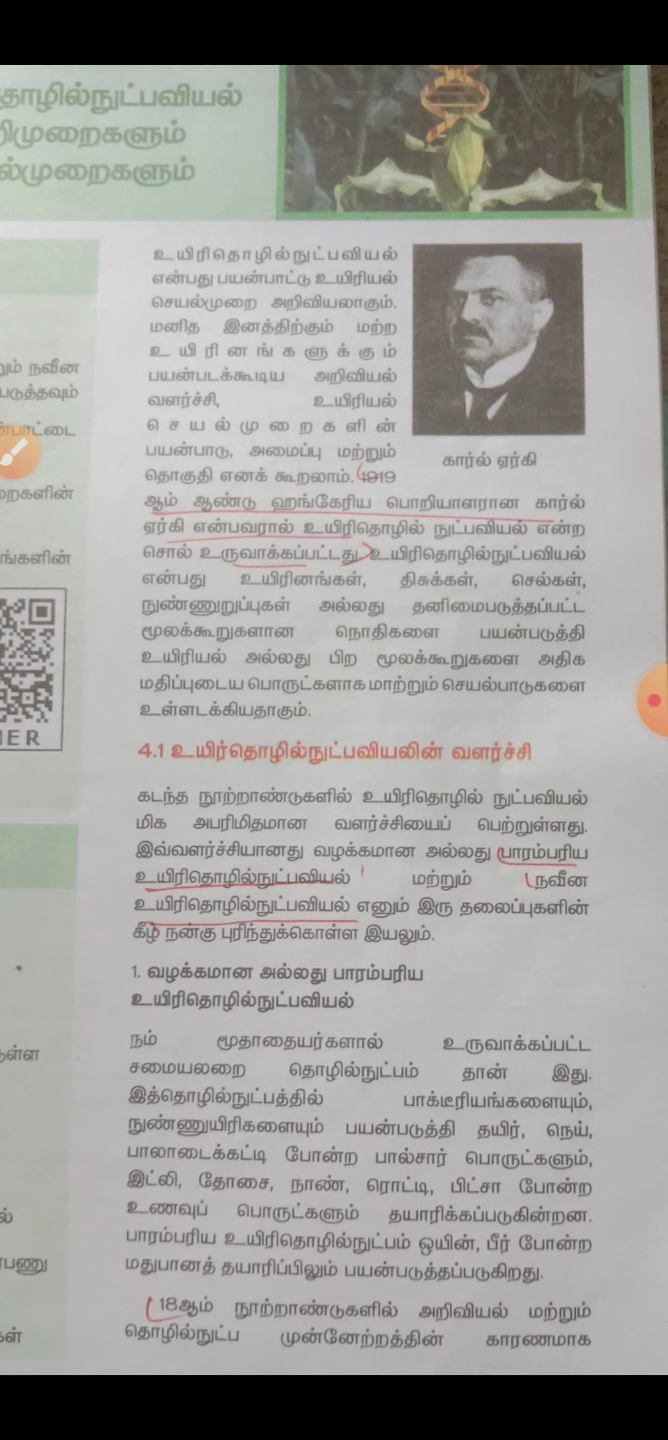 தொழில்நுட்பவியல்
முறைகளும்
முறைகளும்
நவீன
படுத்தவும்
களின்
ங்களின்
ER
உயிரிதொழில்நுட்பவியல்
என்பது பயன்பாட்டு உயிரியல்
செயல்முறை அறிவியலாகும்.
மனித இனத்திற்கும் மற்ற
உயிரினங்களுக்கும்
பயன்படக்கூடிய அறிவியல்
வளர்ச்சி, உயிரியல்
செயல்முறைகளின்
பயன்பாடு, அமைப்பு மற்றும்
தொகுதி எனக் கூறலாம். 1919
கார்ல் ஏர்கி
ஆம் ஆண்டு ஹங்கேரிய பொறியாளரான கார்ல்
ஏர்கி என்பவரால் உயிரிதொழில் நுட்பவியல் என்ற
சொல் உருவாக்கப்பட்டது. உயிரிதொழில்நுட்பவியல்
என்பது உயிரினங்கள், திசுக்கள், செல்கள்,
நுண்ணுறுப்புகள் அல்லது தனிமைபடுத்தப்பட்ட
மூலக்கூறுகளான நொதிகளை பயன்படுத்தி
உயிரியல் அல்லது பிற மூலக்கூறுகளை அதிக
மதிப்புடைய பொருட்களாக மாற்றும் செயல்பாடுகளை
உள்ளடக்கியதாகும்.
4.1 உயிர்தொழில்நுட்பவியலின் வளர்ச்சி
கடந்த நூற்றாண்டுகளில் உயிரிதொழில் நுட்பவியல்
மிக அபரிமிதமான வளர்ச்சியைப் பெற்றுள்ளது.
இவ்வளர்ச்சியானது வழக்கமான அல்லது பாரம்பரிய
உயிரிதொழில்நுட்பவியல் மற்றும் நவீன
உயிரிதொழில்நுட்பவியல் எனும் இரு தலைப்புகளின்
கீழ் நன்கு புரிந்துக்கொள்ள இயலும்.
1. வழக்கமான அல்லது பாரம்பரிய
உயிரிதொழில்நுட்பவியல்
நம் மூதாதையர்களால் உருவாக்கப்பட்ட
சமையலறை தொழில்நுட்பம் தான் இது.
இத்தொழில்நுட்பத்தில் பாக்டீரியங்களையும்,
நுண்ணுயிரிகளையும் பயன்படுத்தி தயிர், நெய்,
பாலாடைக்கட்டி போன்ற பால்சார் பொருட்களும்,
இட்லி, தோசை, நாண், ரொட்டி, பிட்சா போன்ற
உணவுப் பொருட்களும் தயாரிக்கப்படுகின்றன.
பாரம்பரிய உயிரிதொழில்நுட்பம் ஒயின், பீர் போன்ற
மதுபானத் தயாரிப்பிலும் பயன்படுத்தப்படுகிறது.
18ஆம் நூற்றாண்டுகளில் அறிவியல் மற்றும்
தொழில்நுட்ப முன்னேற்றத்தின் காரணமாக